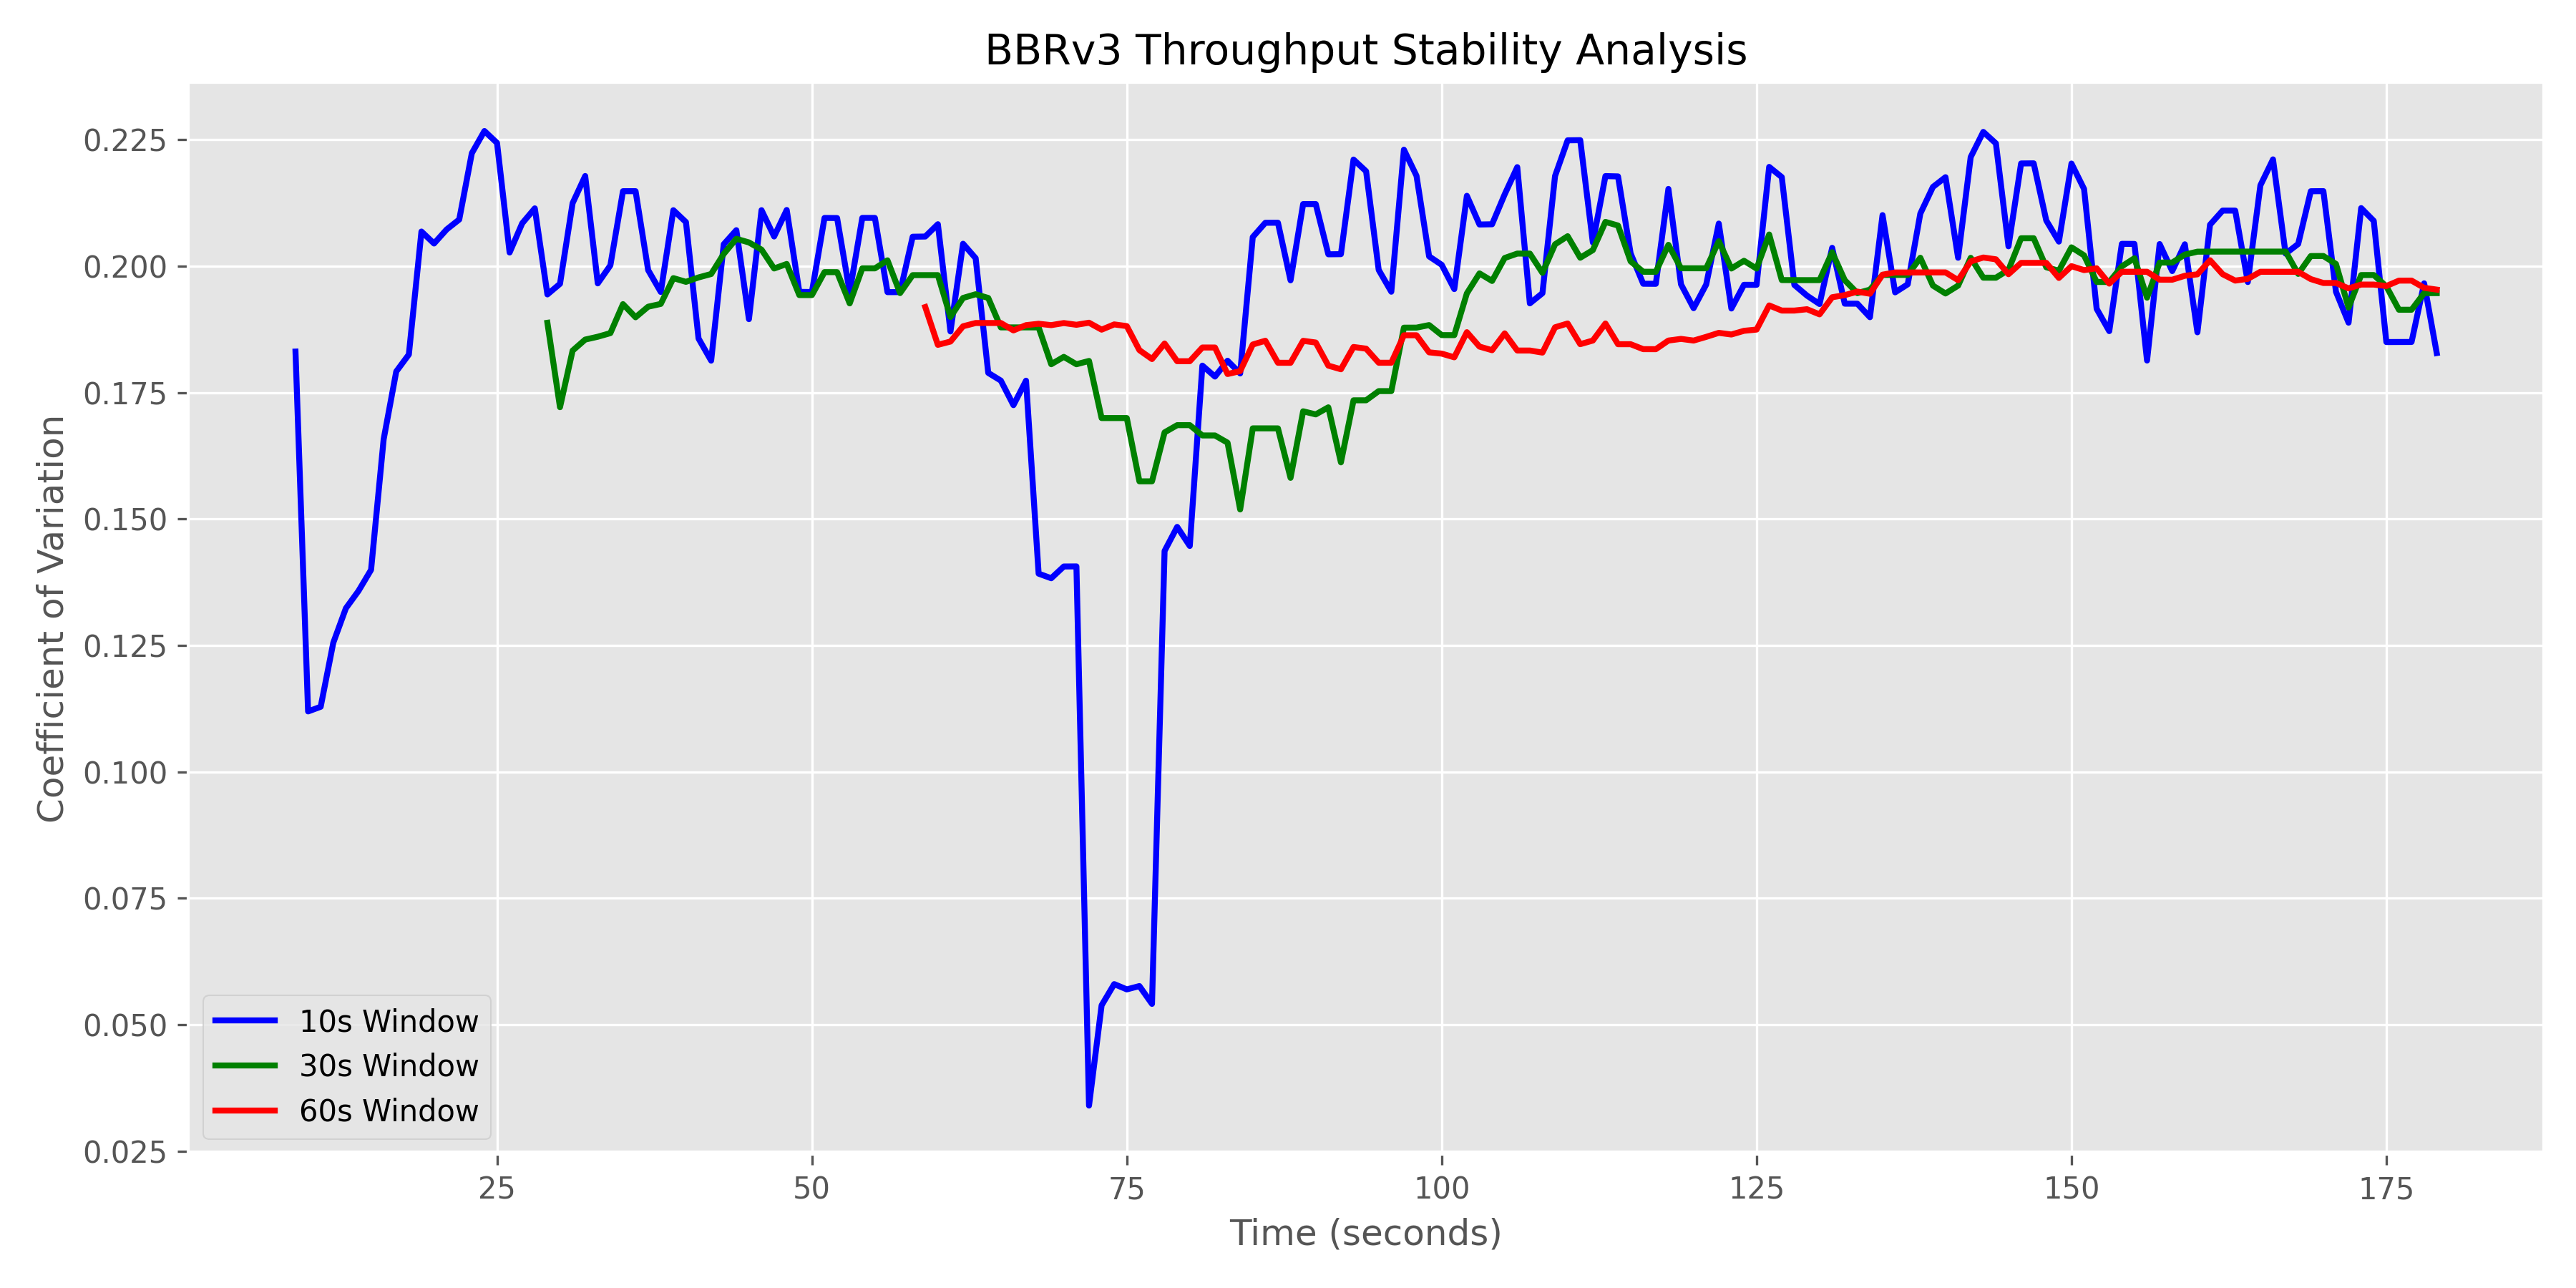 BBRv3 Throughput Stability Analysis
Coefficient of Variation
0.225
0.200
0.175
0.150
0.125
0.100
0.075
0.050
0.025
10s Window
30s Window
60s Window
25 50 75 100 125 150 175
Time (seconds)